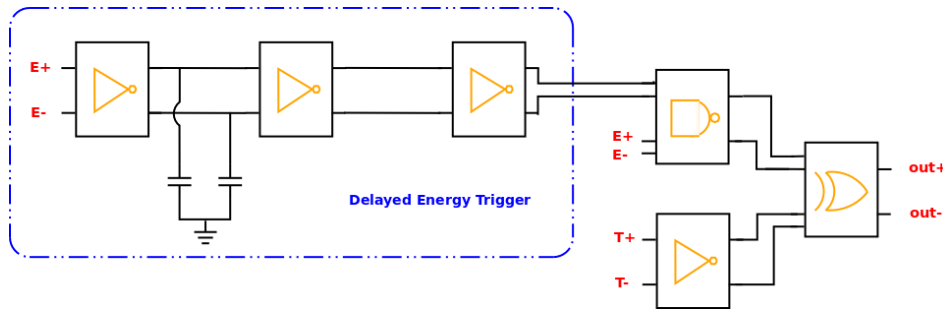 E+
E-
Delayed Energy Trigger
E+
E-
T+
T-
out+
out-